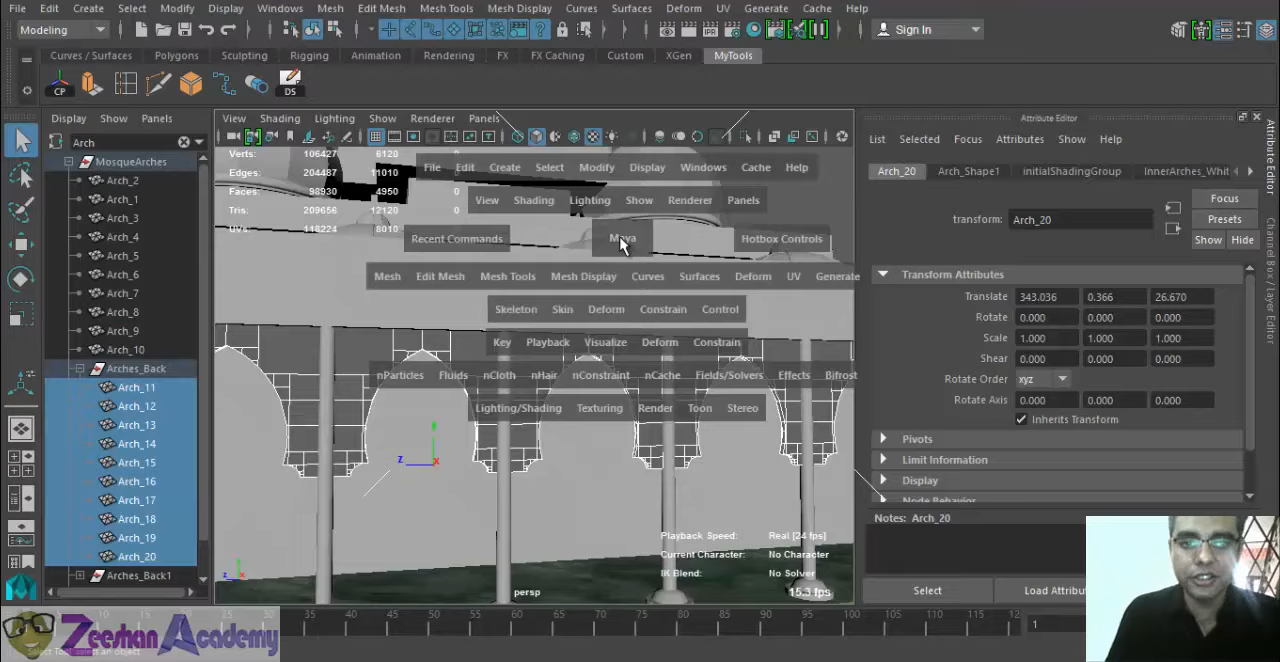 File Edit Create Select Modify Display Windows Mesh Edit Mesh Mesh Tools Mesh Display Curves Surfaces Deform UV Generate Cache Help
Modeling
Sign In
Curves / Surfaces Polygons Sculpting Rigging Animation Rendering FX FX Caching Custom XGen MyTools
CP DS
Display Show Panels
Arch
MosqueArches
Arch_2
Arch_1
Arch_3
Arch_4
Arch_5
Arch_6
Arch_7
Arch_8
Arch_9
Arch_10
Arches_Back
Arch_11
Arch_12
Arch_13
Arch_14
Arch_15
Arch_16
Arch_17
Arch_18
Arch_19
Arch_20
Arches_Back1
View Shading Lighting Show Renderer Panels
Verts: 106427 6120 0
Edges: 204487 11010 0
Faces: 98930 4950 0
Tris: 209656 12120 0
UVs: 118224 8010 0
File Edit Create Select Modify Display Windows Cache Help
View Shading Lighting Show Renderer Panels
Recent Commands Maya Hotbox Controls
Mesh Edit Mesh Mesh Tools Mesh Display Curves Surfaces Deform UV Generate
Skeleton Skin Deform Constrain Control
Key Playback Visualize Deform Constrain
nParticles Fluids nCloth nHair nConstraint nCache Fields/Solvers Effects Bifrost
Lighting/Shading Texturing Render Toon Stereo
z x
z x
Playback Speed: Real [24 fps]
Current Character: No Character
IK Blend: No Solver
persp
15.3 fps
Attribute Editor
List Selected Focus Attributes Show Help
Arch_20 Arch_Shape1 initialShadingGroup InnerArches_Whit
Focus
transform: Arch_20
Presets
Show Hide
Transform Attributes
Translate 343.036 0.366 26.670
Rotate 0.000 0.000 0.000
Scale 1.000 1.000 1.000
Shear 0.000 0.000 0.000
Rotate Order xyz
Rotate Axis 0.000 0.000 0.000
Inherits Transform
Pivots
Limit Information
Display
Node Behavior
Notes: Arch_20
Select Load Attribut
Attribute Editor
Channel Box / Layer Editor
25 30 35 40 45 50 55 60 65 70 75 80 85 90 95 100
1
Zeeshan Academy
Select Tool: select an object